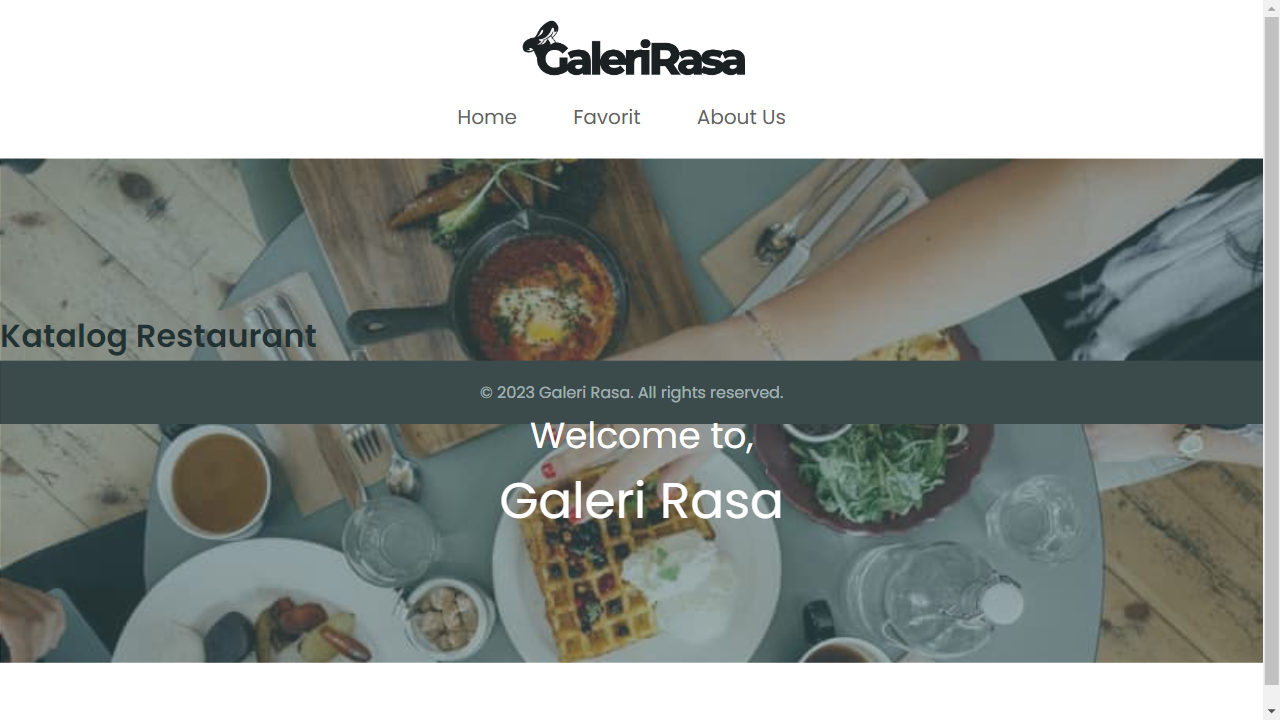 GaleriRasa
Home Favorit About Us
Katalog Restaurant
© 2023 Galeri Rasa. All rights reserved.
Welcome to,
Galeri Rasa